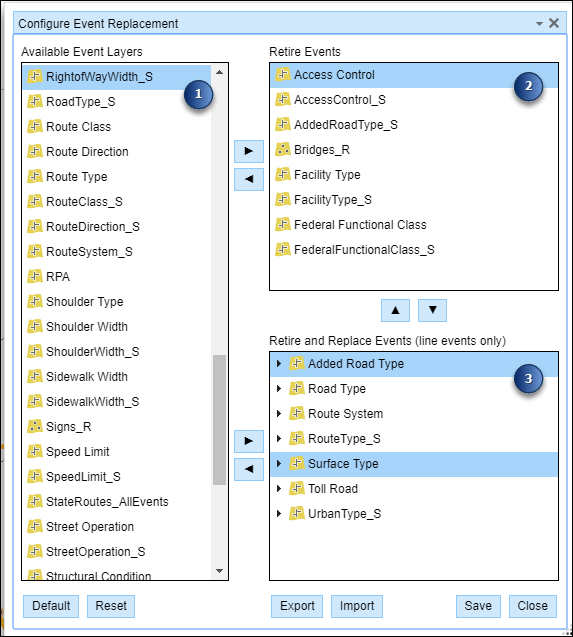 Configure Event Replacement
Available Event Layers
RightofWayWidth_S
1
RoadType_S
Route Class
Route Direction
Route Type
RouteClass_S
RouteDirection_S
RouteSystem_S
RPA
Shoulder Type
Shoulder Width
ShoulderWidth_S
Sidewalk Width
SidewalkWidth_S
Signs_R
Speed Limit
SpeedLimit_S
StateRoutes_AllEvents
Street Operation
StreetOperation_S
Structural Condition
Retire Events
Access Control
2
AccessControl_S
AddedRoadType_S
Bridges_R
Facility Type
FacilityType_S
Federal Functional Class
FederalFunctionalClass_S
Retire and Replace Events (line events only)
Added Road Type
3
Road Type
Route System
RouteType_S
Surface Type
Toll Road
UrbanType_S
Default Reset Export Import Save Close